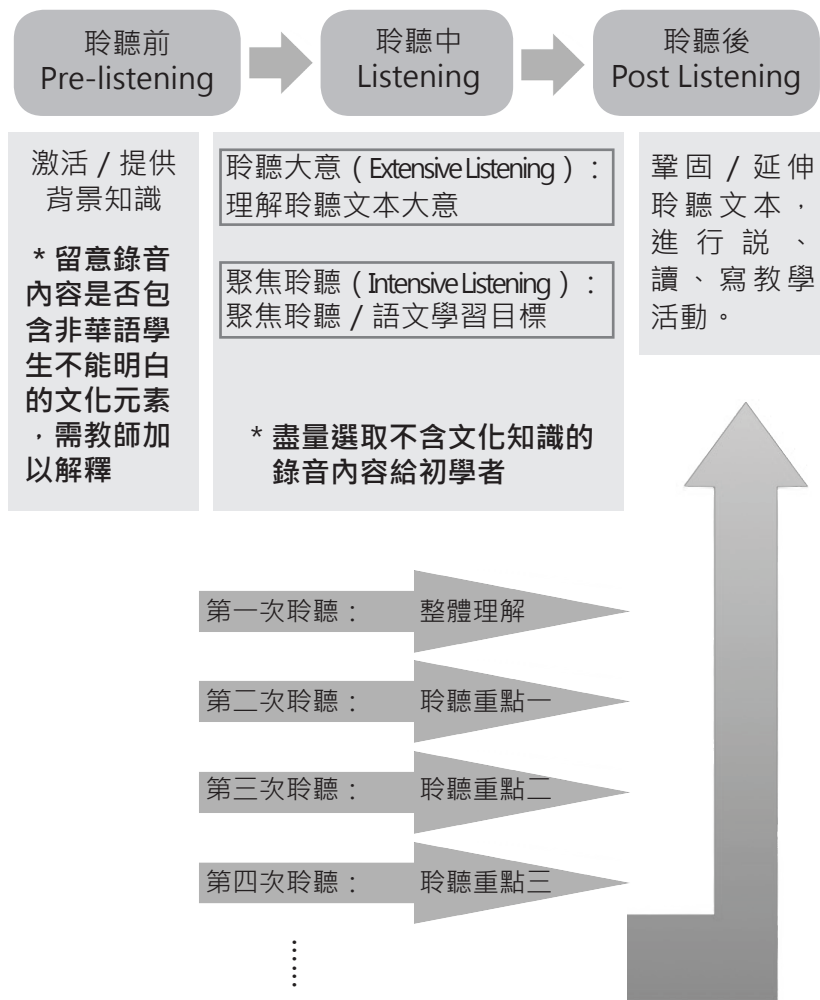 聆聽前
Pre-listening
聆聽中
Listening
聆聽後
Post Listening
激活 / 提供
背景知識
* 留意錄音
內容是否包
含非華語學
生不能明白
的文化元素
，需教師加
以解釋
聆聽大意（Extensive Listening）：
理解聆聽文本大意
聚焦聆聽（Intensive Listening）：
聚焦聆聽 / 語文學習目標
* 盡量選取不含文化知識的
錄音內容給初學者
鞏固 / 延伸
聆聽文本，
進行說、
讀、寫教學
活動。
第一次聆聽： 整體理解
第二次聆聽： 聆聽重點一
第三次聆聽： 聆聽重點二
第四次聆聽： 聆聽重點三
……